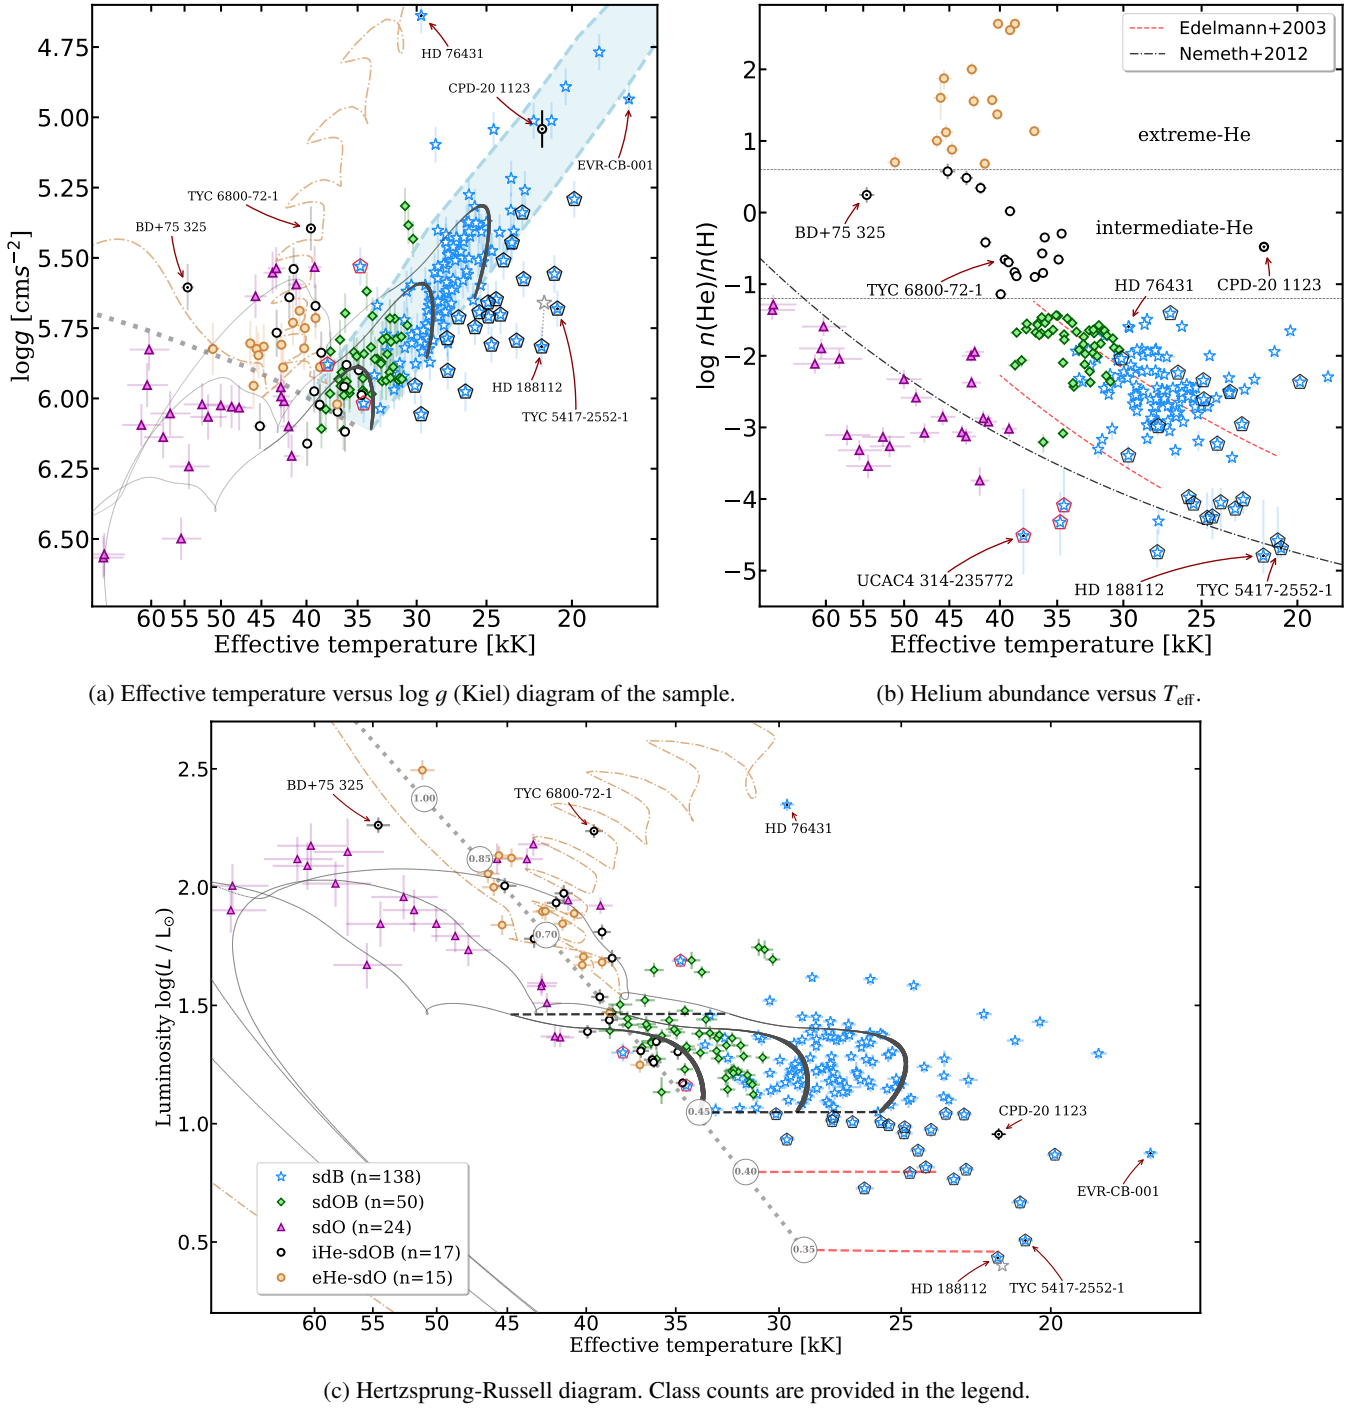 4.75
5.00
5.25
5.50
5.75
6.00
6.25
6.50
logg [cms⁻²]
HD 76431
CPD-20 1123
EVR-CB-001
TYC 6800-72-1
BD+75 325
HD 188112
TYC 5417-2552-1
60 55 50 45 40 35 30 25 20
Effective temperature [kK]
(a) Effective temperature versus log g (Kiel) diagram of the sample.
Edelmann+2003
Nemeth+2012
2
1
0
−1
−2
−3
−4
−5
log n(He)/n(H)
extreme-He
BD+75 325
intermediate-He
TYC 6800-72-1
HD 76431
CPD-20 1123
UCAC4 314-235772
HD 188112
TYC 5417-2552-1
60 55 50 45 40 35 30 25 20
Effective temperature [kK]
(b) Helium abundance versus Teff.
2.5
2.0
1.5
1.0
0.5
Luminosity log(L / L⊙)
BD+75 325
1.00
TYC 6800-72-1
HD 76431
0.85
0.70
0.45
CPD-20 1123
0.40
EVR-CB-001
0.35
HD 188112
TYC 5417-2552-1
sdB (n=138)
sdOB (n=50)
sdO (n=24)
iHe-sdOB (n=17)
eHe-sdO (n=15)
60 55 50 45 40 35 30 25 20
Effective temperature [kK]
(c) Hertzsprung-Russell diagram. Class counts are provided in the legend.